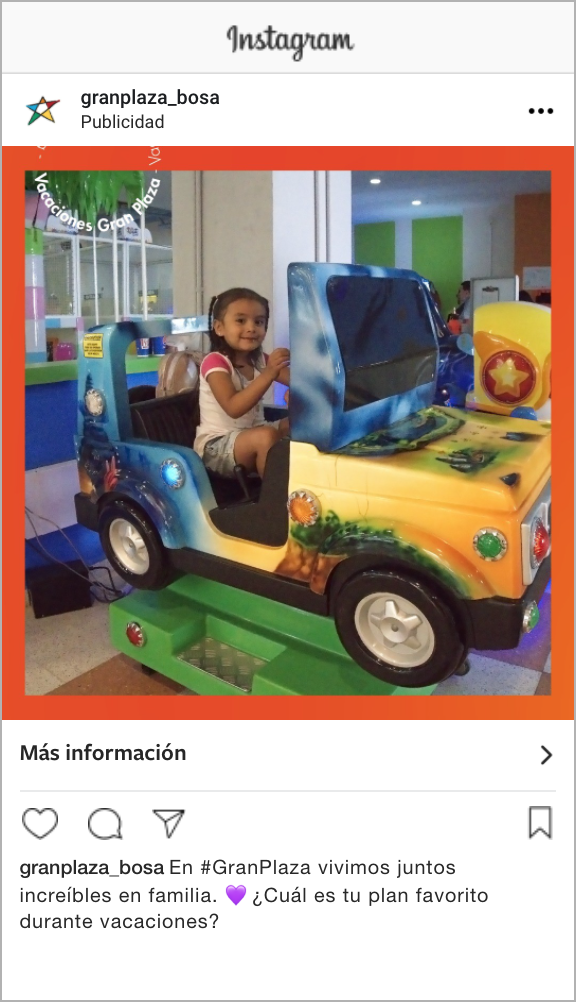 Instagram
granplaza_bosa
Publicidad
Vacaciones Gran Plaza
Más información
granplaza_bosa En #GranPlaza vivimos juntos
increíbles en familia. 💜 ¿Cuál es tu plan favorito
durante vacaciones?